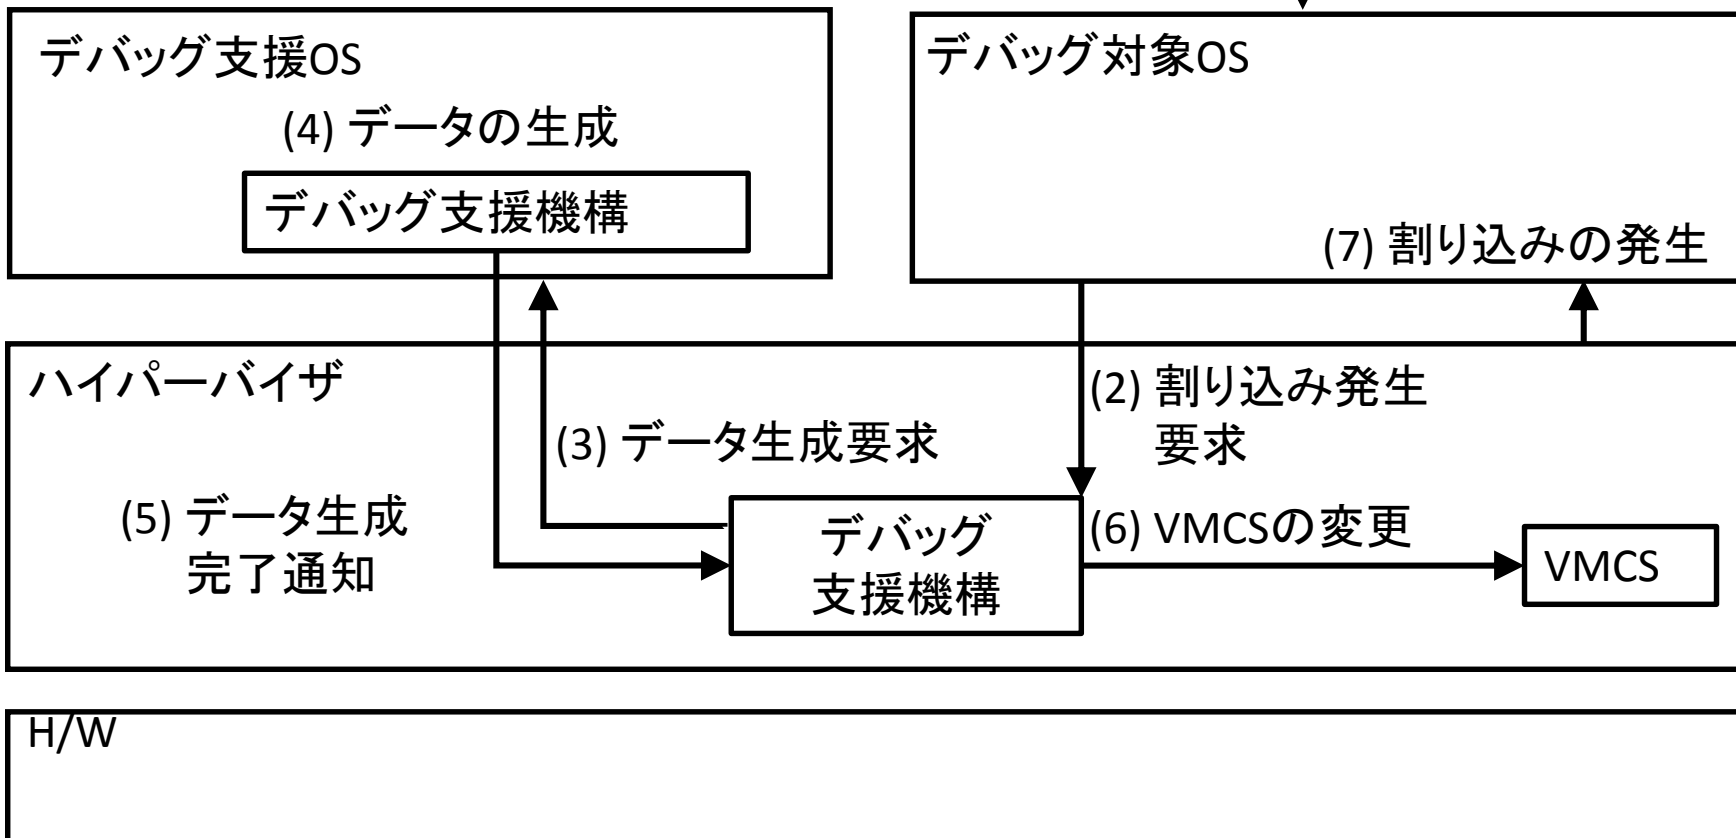 デバッグ支援OS
(4) データの生成
デバッグ支援機構
デバッグ対象OS
(7) 割り込みの発生
ハイパーバイザ
(2) 割り込み発生
要求
(3) データ生成要求
(5) データ生成
完了通知
デバッグ
支援機構
(6) VMCSの変更
VMCS
H/W